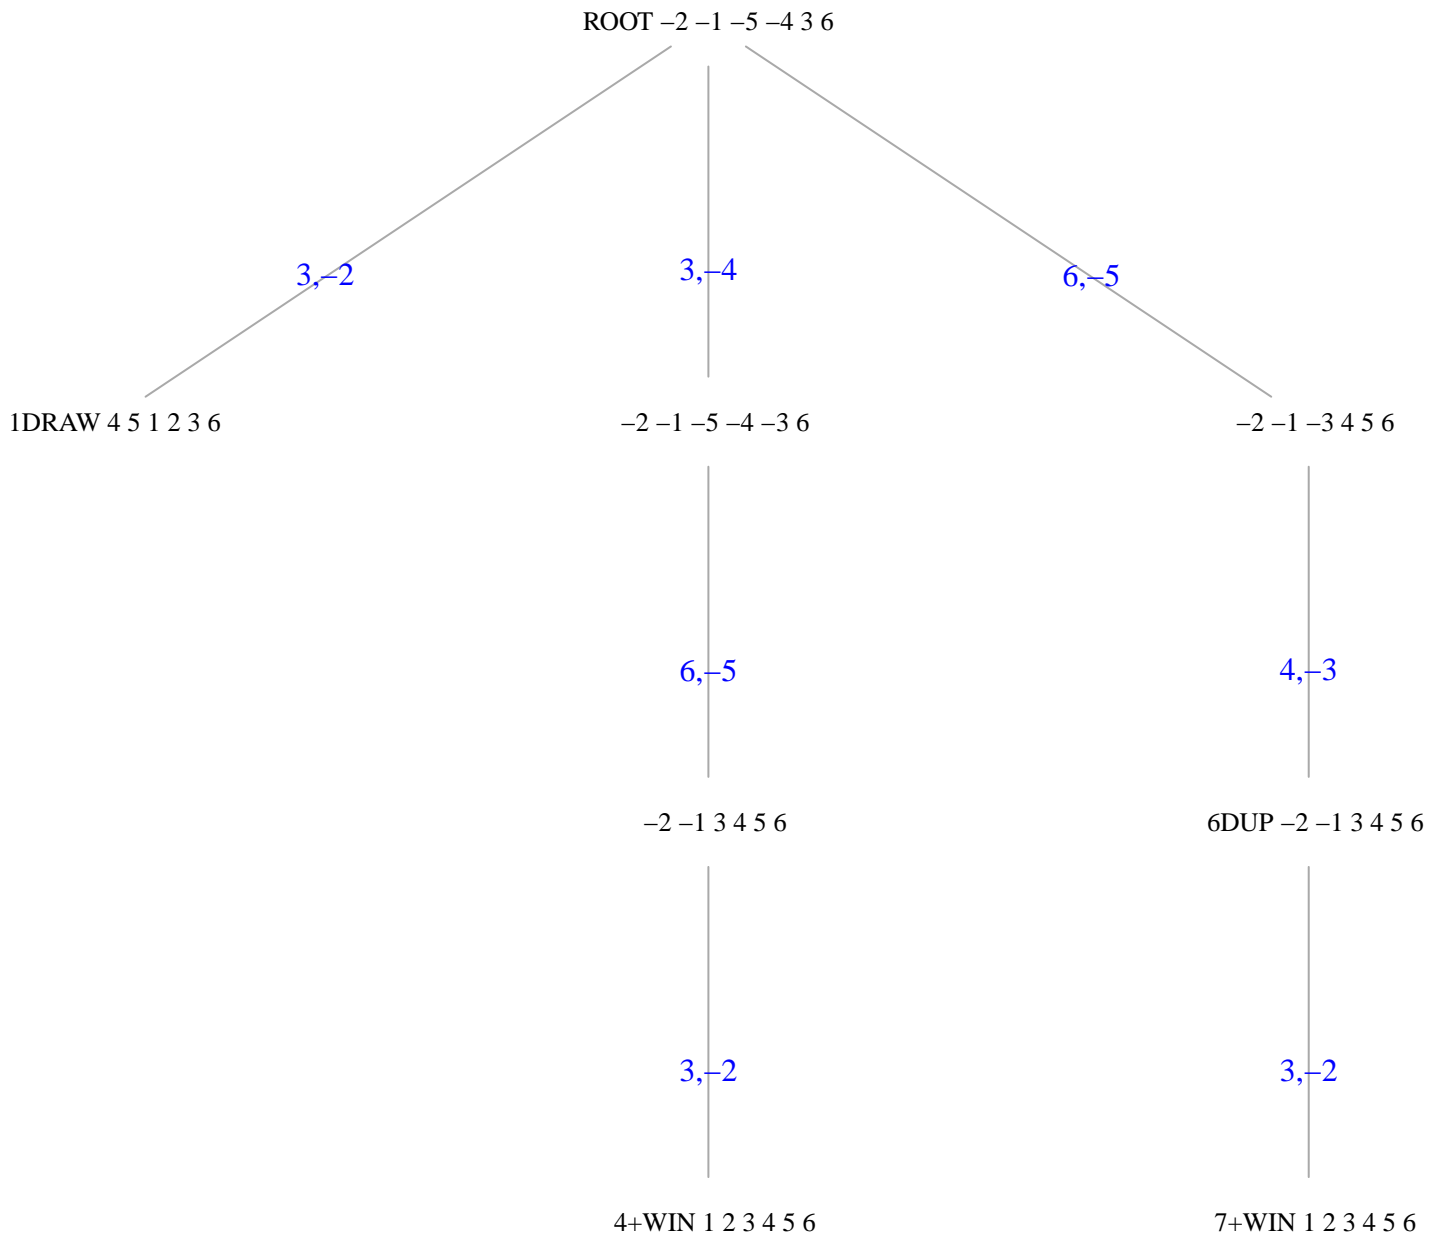 ROOT –2 –1 –5 –4 3 6
3,–2
3,–4
6,–5
1DRAW 4 5 1 2 3 6
–2 –1 –5 –4 –3 6
–2 –1 –3 4 5 6
6,–5
4,–3
–2 –1 3 4 5 6
6DUP –2 –1 3 4 5 6
3,–2
3,–2
4+WIN 1 2 3 4 5 6
7+WIN 1 2 3 4 5 6